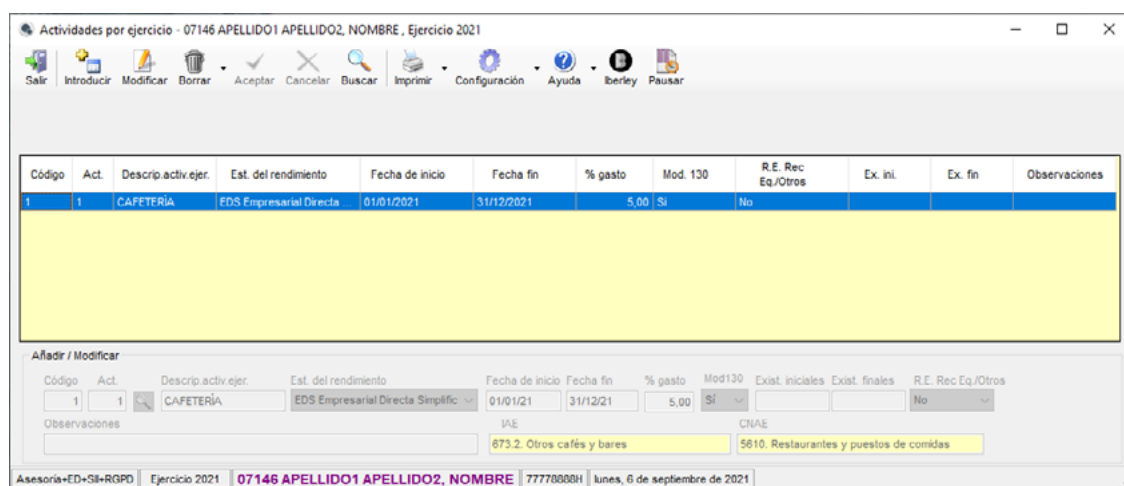 Actividades por ejercicio - 07146 APELLIDO1 APELLIDO2, NOMBRE , Ejercicio 2021
Salir Introducir Modificar Borrar Aceptar Cancelar Buscar Imprimir Configuración Ayuda Iberley Pausar
Código Act. Descrip.activ.ejer. Est. del rendimiento Fecha de inicio Fecha fin % gasto Mod. 130 R.E. Rec Eq./Otros Ex. ini. Ex. fin Observaciones
1 1 CAFETERÍA EDS Empresarial Directa ... 01/01/2021 31/12/2021 5,00 Sí No
Añadir / Modificar
Código Act. Descrip.activ.ejer. Est. del rendimiento Fecha de inicio Fecha fin % gasto Mod130 Exist. iniciales Exist. finales R.E. Rec Eq./Otros
1 1 CAFETERÍA EDS Empresarial Directa Simplific 01/01/21 31/12/21 5,00 Sí No
Observaciones IAE CNAE
673.2. Otros cafés y bares 5610. Restaurantes y puestos de comidas
Asesoría+ED+SII+RGPD Ejercicio 2021 07146 APELLIDO1 APELLIDO2, NOMBRE 77778888H lunes, 6 de septiembre de 2021